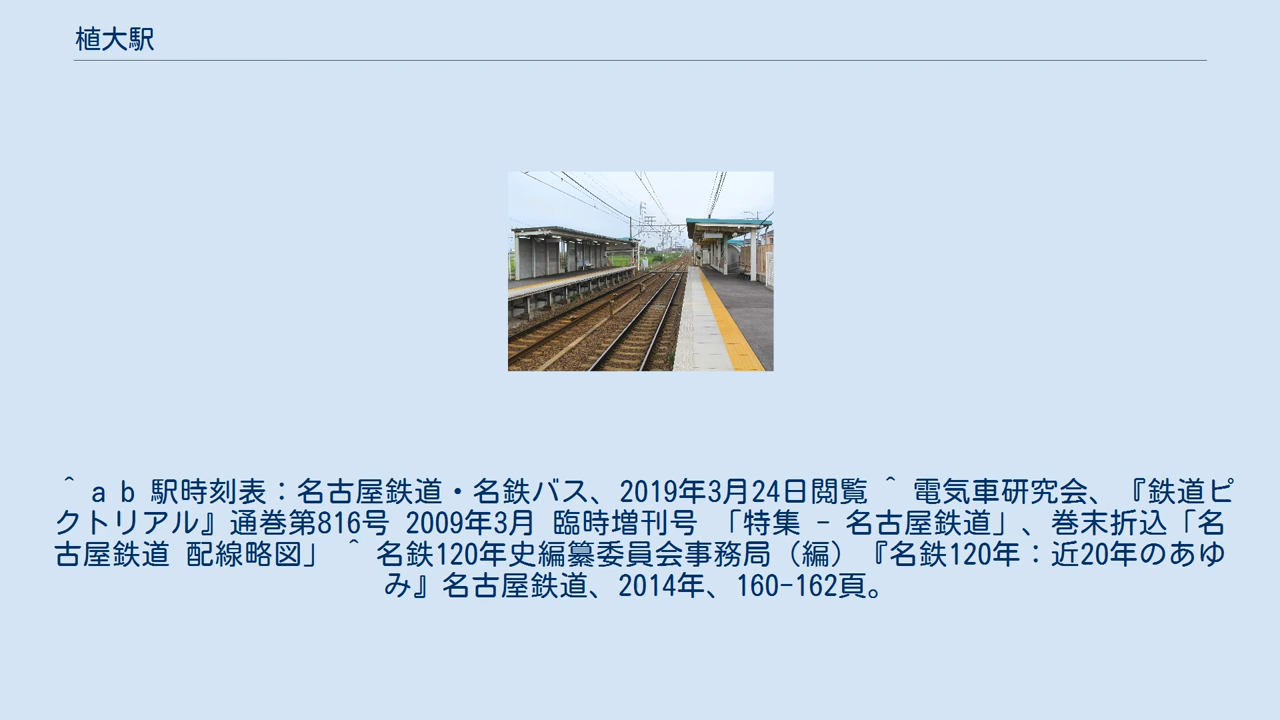 植大駅
^ a b 駅時刻表：名古屋鉄道・名鉄バス、2019年3月24日閲覧 ^ 電気車研究会、『鉄道ピ
クトリアル』通巻第816号 2009年3月 臨時増刊号 「特集 - 名古屋鉄道」、巻末折込「名
古屋鉄道 配線略図」 ^ 名鉄120年史編纂委員会事務局（編）『名鉄120年：近20年のあゆ
み』名古屋鉄道、2014年、160-162頁。